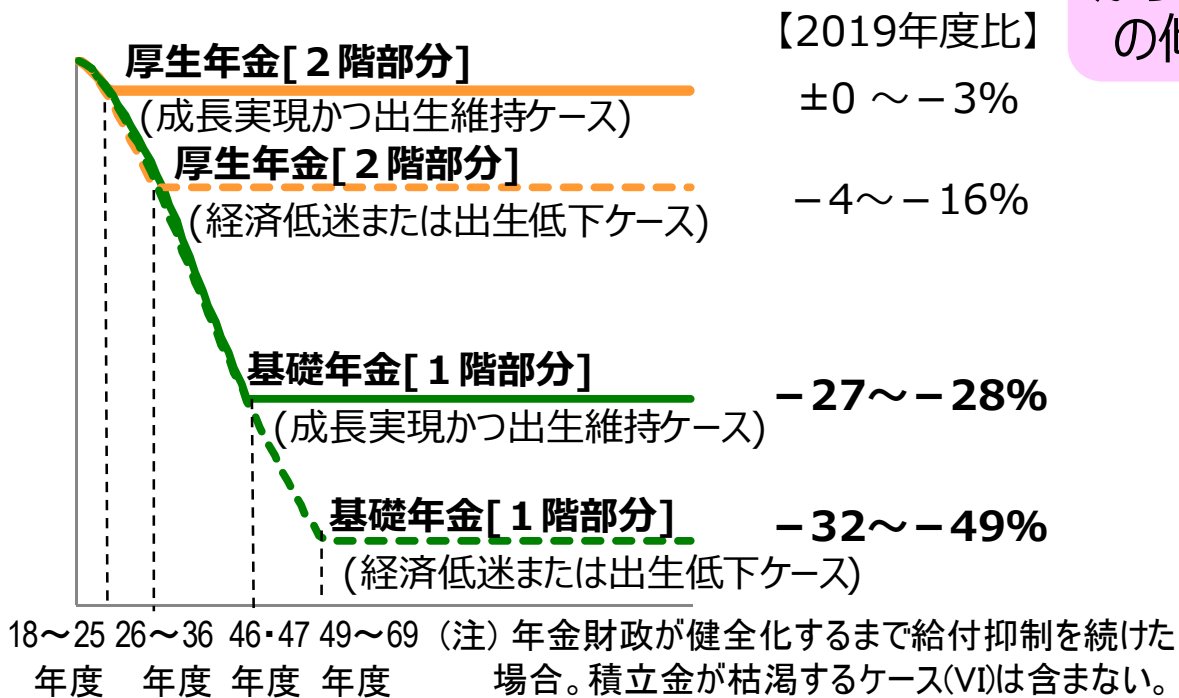 【2019年度比】
の
厚生年金[２階部分]
±0 ～－3%
(成長実現かつ出生維持ケース)
厚生年金[２階部分]
－4～－16%
(経済低迷または出生低下ケース)
基礎年金[１階部分]
－27～－28%
(成長実現かつ出生維持ケース)
基礎年金[１階部分]
－32～－49%
(経済低迷または出生低下ケース)
18～25 26～36 46・47 49～69 (注) 年金財政が健全化するまで給付抑制を続けた
年度 年度 年度 年度 場合。積立金が枯渇するケース(Ⅵ)は含まない。